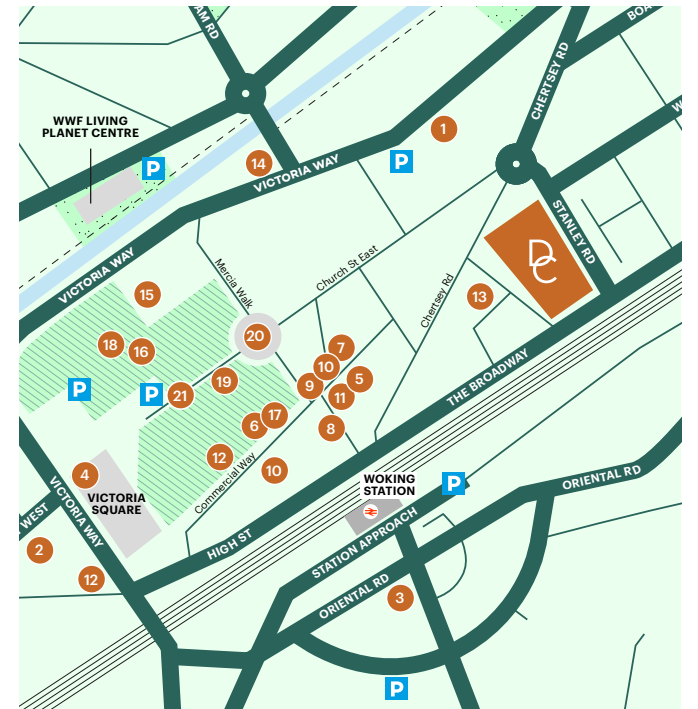 AM RD
BOA
CHERTSEY RD
WWF LIVING
PLANET CENTRE
1
P
P
14
VICTORIA WAY
W
STANLEY RD
DC
Mercia Walk
Church St East
VICTORIA WAY
Chertsey Rd
15
13
20
18
16
7
10
THE BROADWAY
P
P
21
19
9
5
11
6
17
8
12
Commercial Way
10
4
VICTORIA
SQUARE
VICTORIA WAY
WEST
WOKING
STATION
P
ORIENTAL RD
HIGH ST
STATION APPROACH
2
12
ORIENTAL RD
3
P